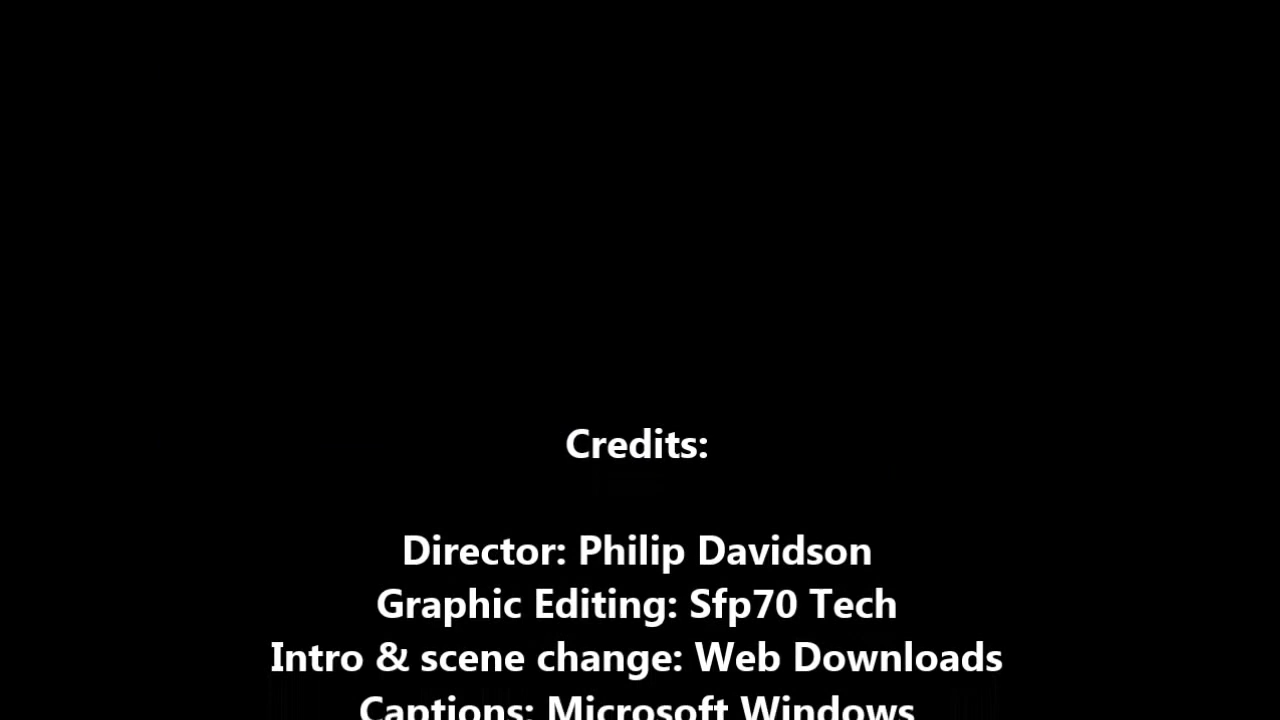 Credits:
Director: Philip Davidson
Graphic Editing: Sfp70 Tech
Intro & scene change: Web Downloads
Captions: Microsoft Windows